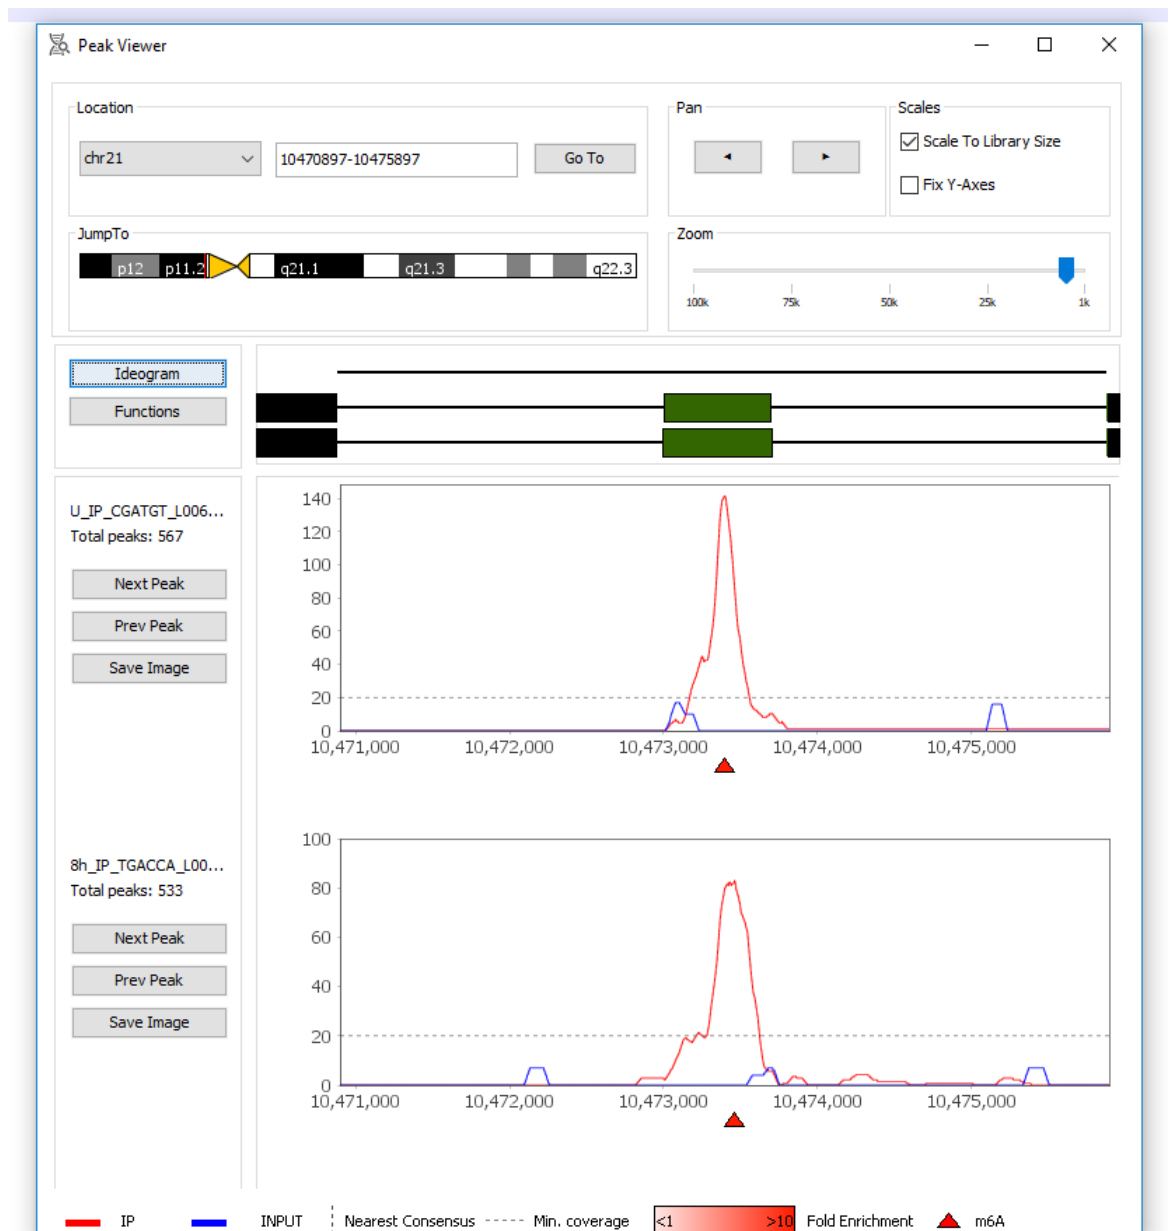 Peak Viewer
Location
chr21
10470897-10475897
Go To
Pan
Scales
Scale To Library Size
Fix Y-Axes
JumpTo
p12 p11.2 q21.1 q21.3 q22.3
Zoom
100k 75k 50k 25k 1k
Ideogram
Functions
U_IP_CGATGT_L006...
Total peaks: 567
Next Peak
Prev Peak
Save Image
140
120
100
80
60
40
20
0
10,471,000 10,472,000 10,473,000 10,474,000 10,475,000
8h_IP_TGACCA_L00...
Total peaks: 533
Next Peak
Prev Peak
Save Image
100
80
60
40
20
0
10,471,000 10,472,000 10,473,000 10,474,000 10,475,000
IP INPUT Nearest Consensus Min. coverage <1 >10 Fold Enrichment m6A